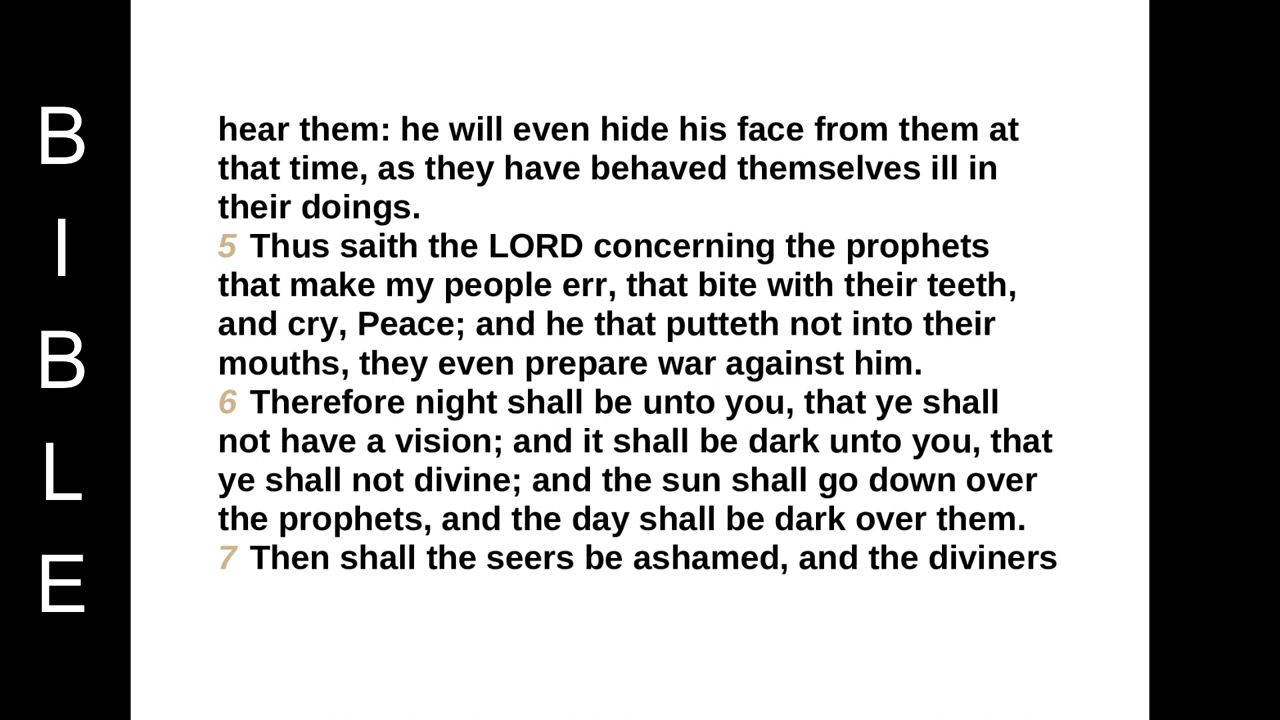 B
I
B
L
E
hear them: he will even hide his face from them at
that time, as they have behaved themselves ill in
their doings.
5 Thus saith the LORD concerning the prophets
that make my people err, that bite with their teeth,
and cry, Peace; and he that putteth not into their
mouths, they even prepare war against him.
6 Therefore night shall be unto you, that ye shall
not have a vision; and it shall be dark unto you, that
ye shall not divine; and the sun shall go down over
the prophets, and the day shall be dark over them.
7 Then shall the seers be ashamed, and the diviners